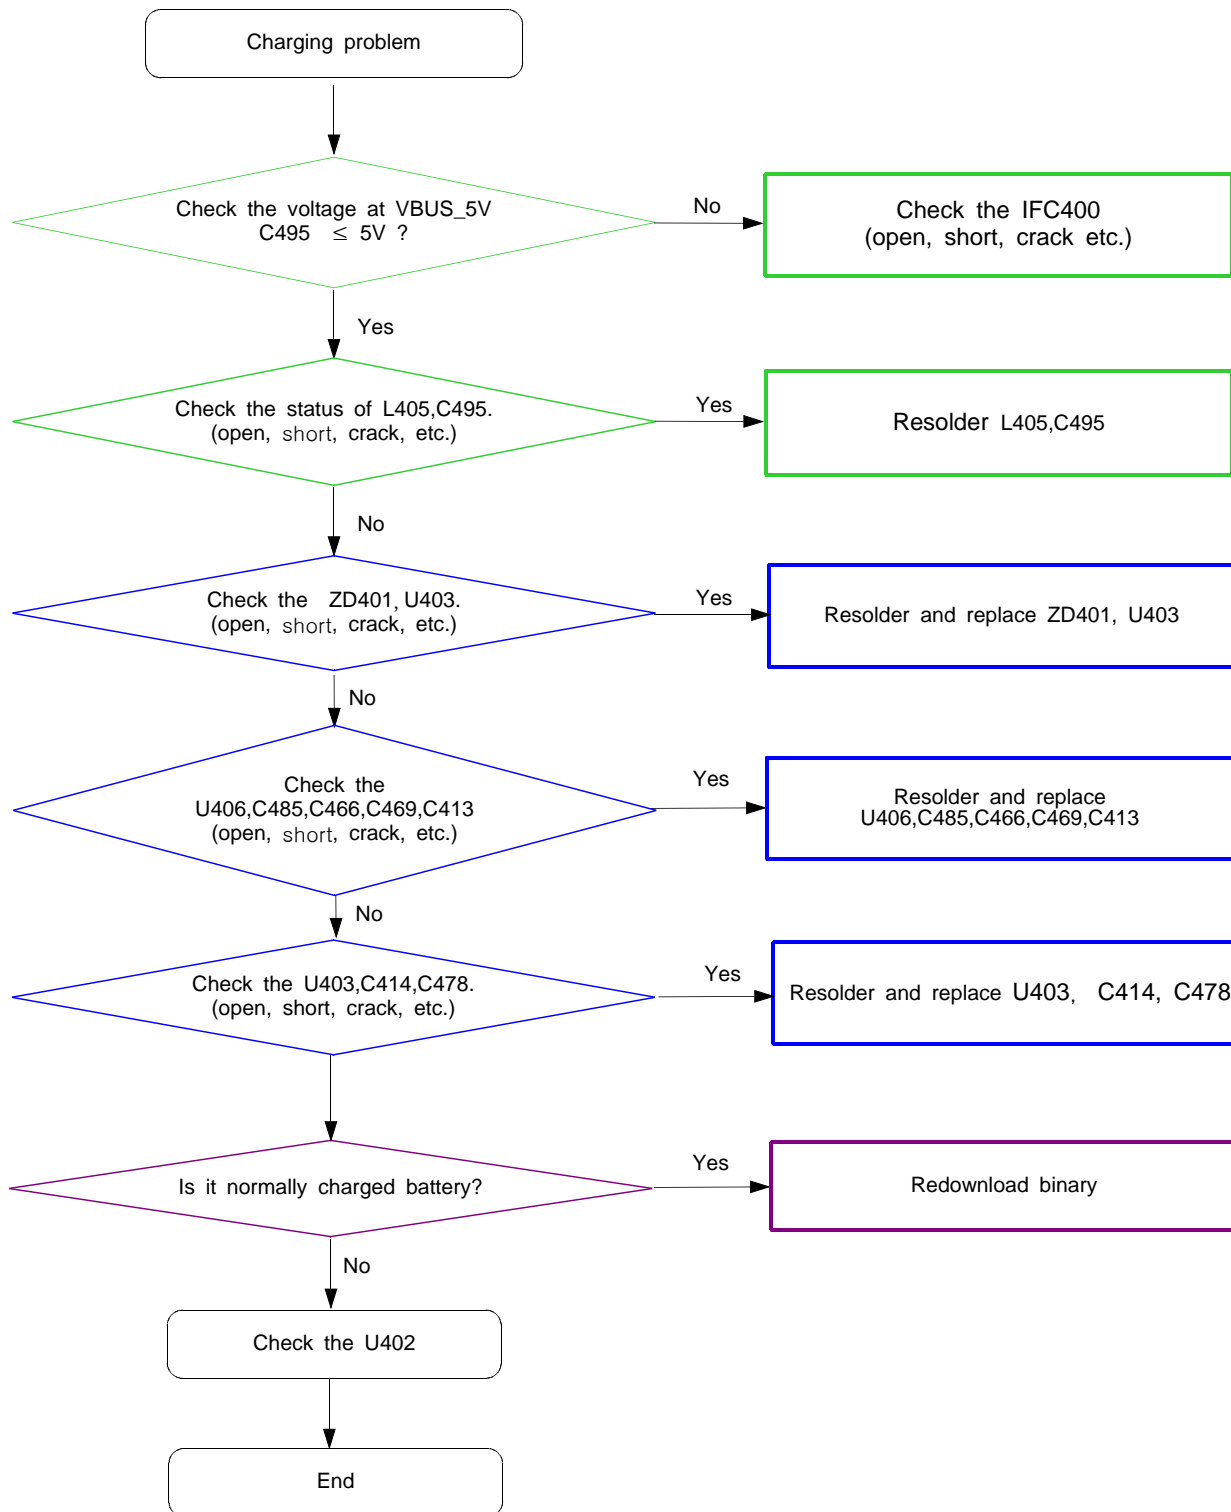 Charging problem
Check the voltage at VBUS_5V
C495 ≤ 5V ?
No
Check the IFC400
(open, short, crack etc.)
Yes
Check the status of L405,C495.
(open, short, crack, etc.)
Yes
Resolder L405,C495
No
Check the ZD401, U403.
(open, short, crack, etc.)
Yes
Resolder and replace ZD401, U403
No
Check the
U406,C485,C466,C469,C413
(open, short, crack, etc.)
Yes
Resolder and replace
U406,C485,C466,C469,C413
No
Check the U403,C414,C478.
(open, short, crack, etc.)
Yes
Resolder and replace U403, C414, C478
Is it normally charged battery?
Yes
Redownload binary
No
Check the U402
End